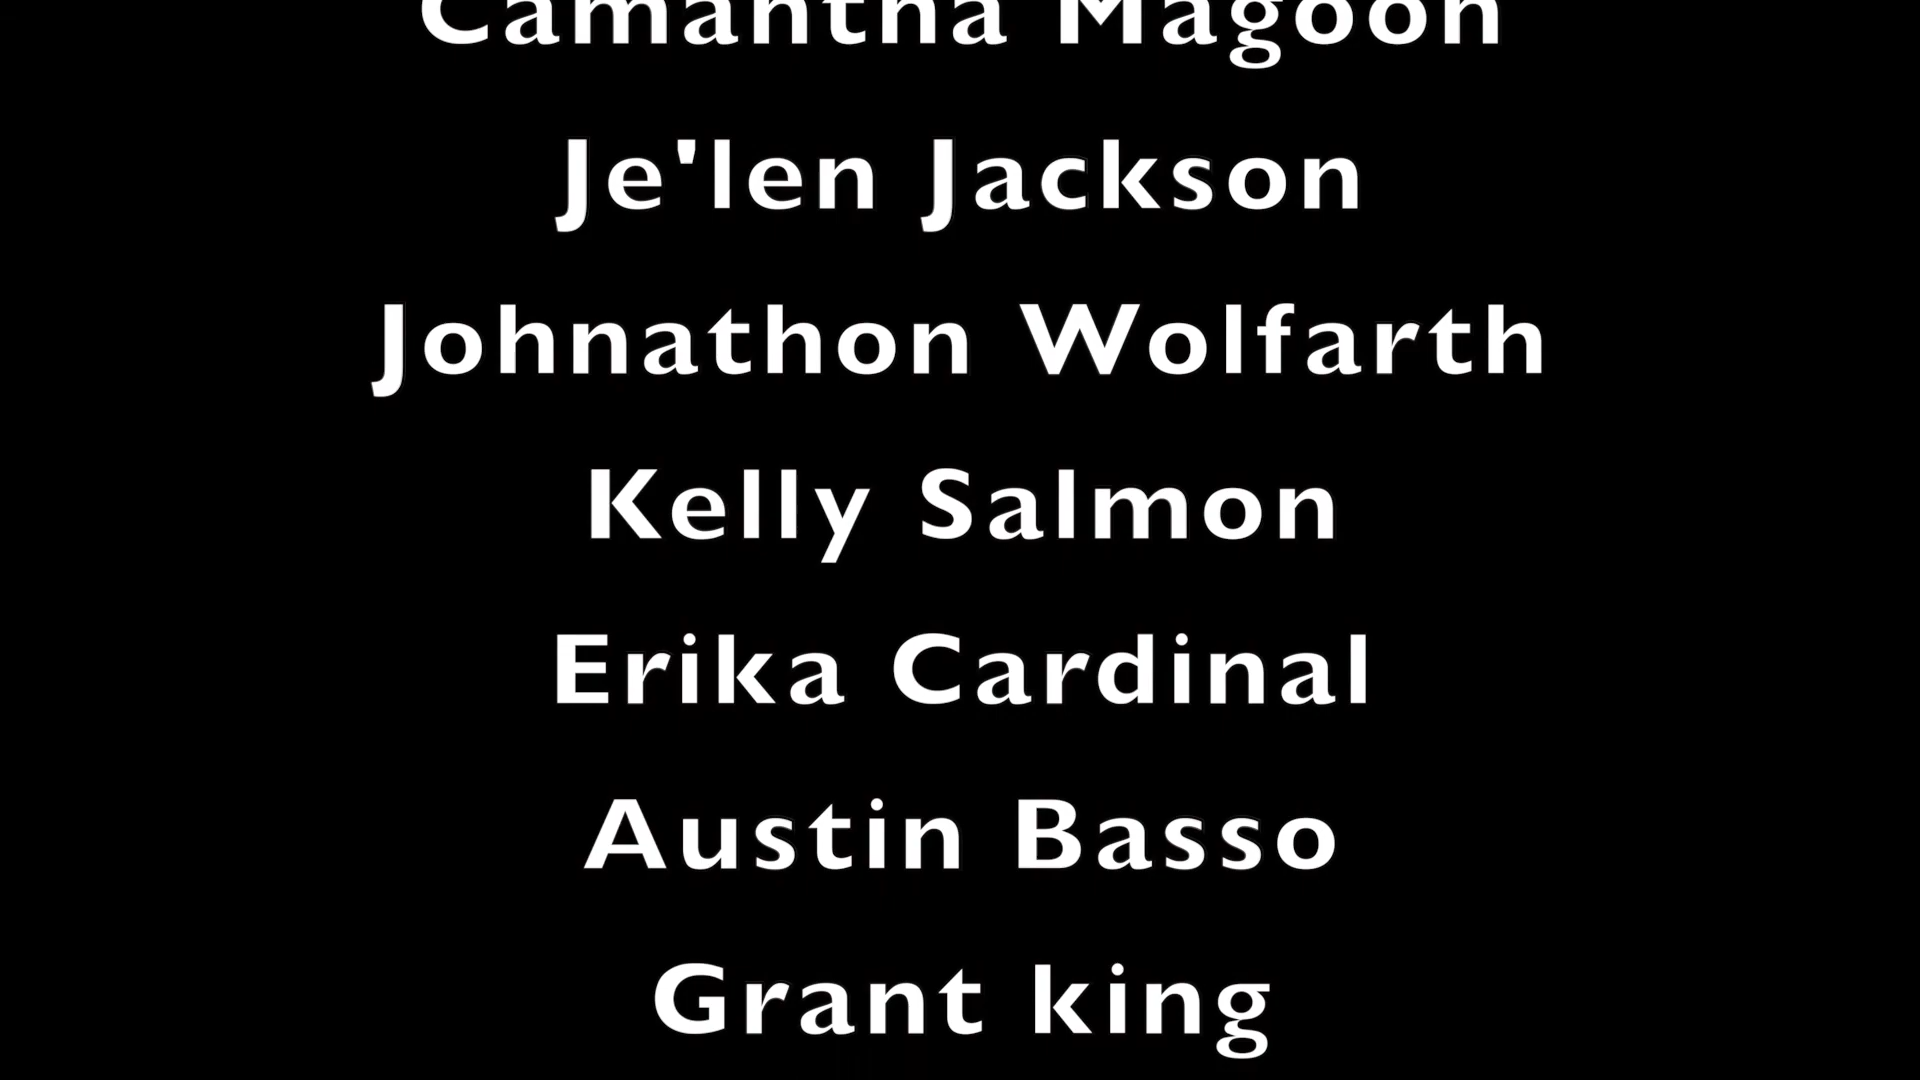 Camantha Magoon
Je'len Jackson
Johnathon Wolfarth
Kelly Salmon
Erika Cardinal
Austin Basso
Grant king